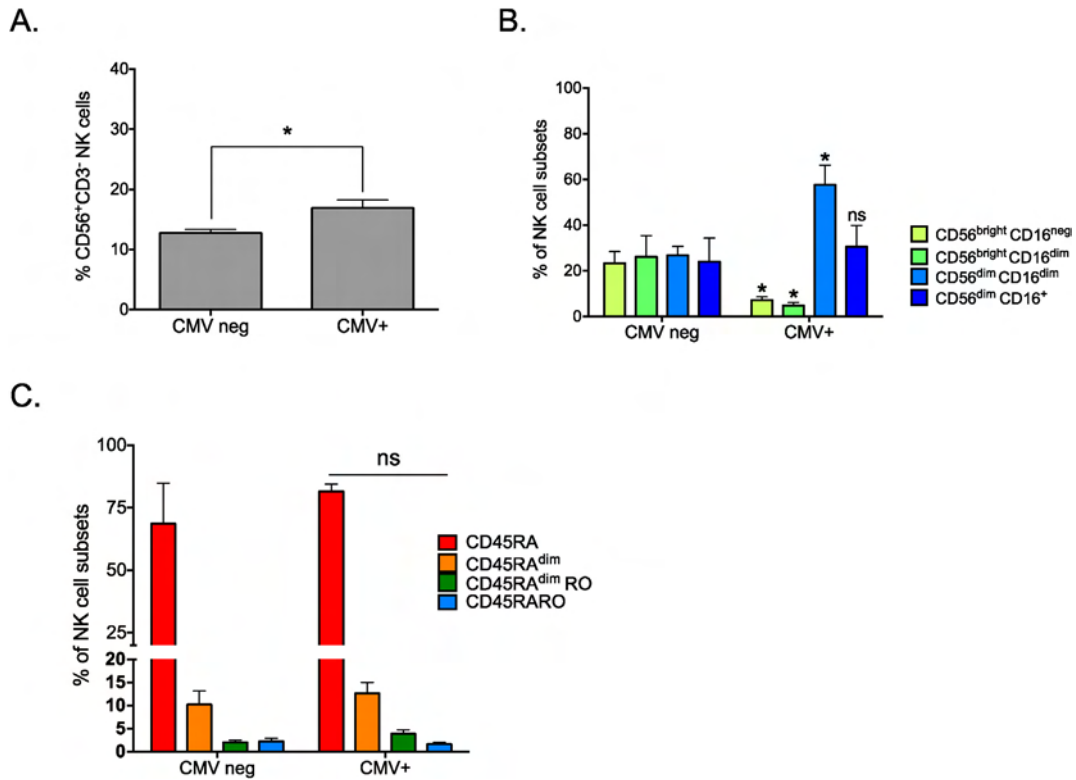 A.
% CD56⁺CD3⁻ NK cells
40
30
20
10
0
*
CMV neg
CMV+
B.
% of NK cell subsets
100
80
60
40
20
0
*
*
*
ns
CMV neg
CMV+
CD56ᵇʳⁱᵍʰᵗ CD16ⁿᵉᵍ
CD56ᵇʳⁱᵍʰᵗ CD16ᵈⁱᵐ
CD56ᵈⁱᵐ CD16ᵈⁱᵐ
CD56ᵈⁱᵐ CD16⁺
C.
% of NK cell subsets
100
75
50
25
20
15
10
5
0
ns
CMV neg
CMV+
CD45RA
CD45RAᵈⁱᵐ
CD45RAᵈⁱᵐ RO
CD45RARO